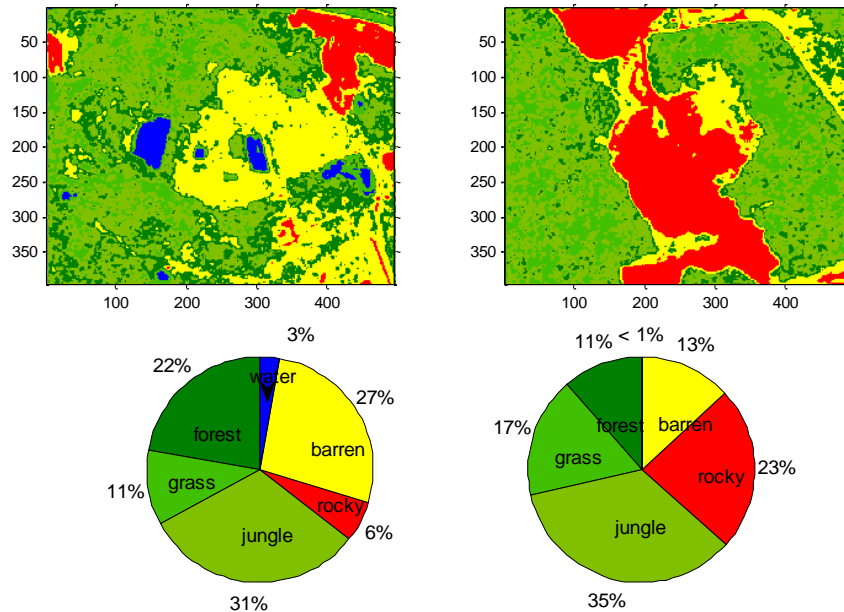 50
100
150
200
250
300
350
100 200 300 400
50
100
150
200
250
300
350
100 200 300 400
3%
water
22%
27%
forest
barren
grass
rocky
11%
6%
jungle
31%
11% < 1% 13%
17%
forest
barren
grass
rocky
23%
jungle
35%